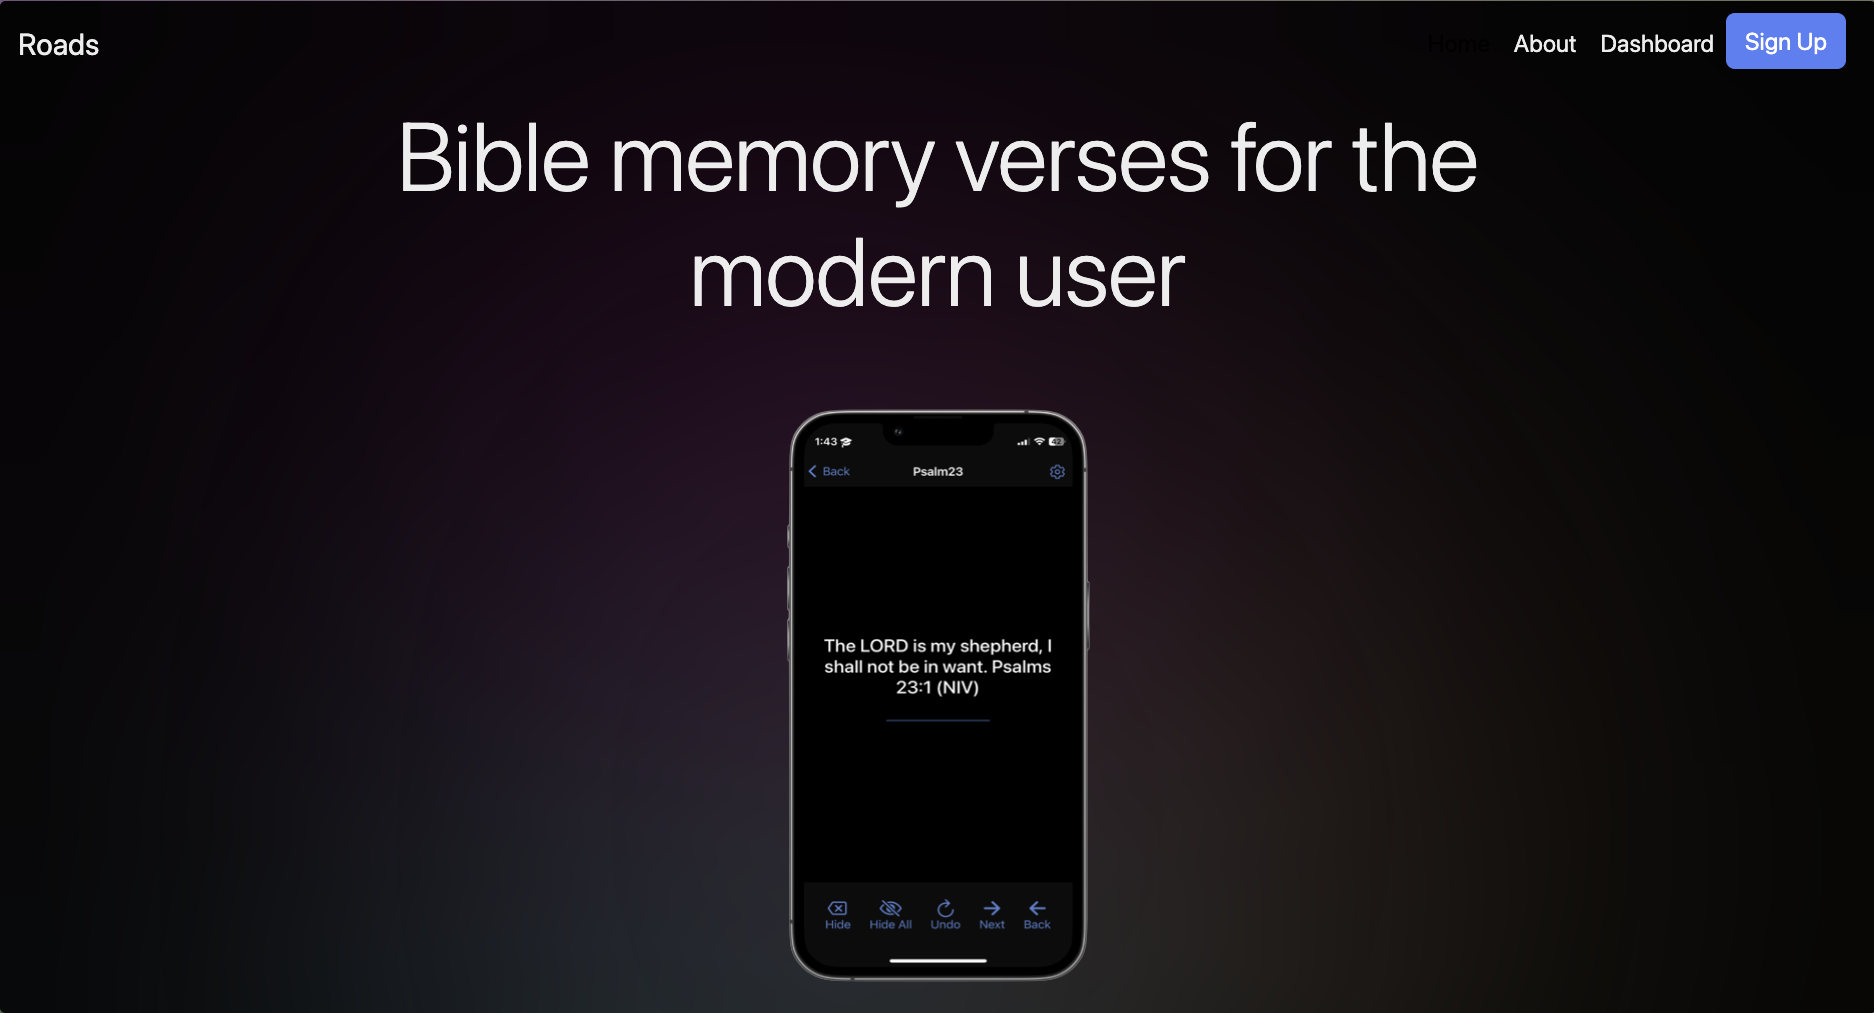 Roads
Home About Dashboard Sign Up
Bible memory verses for the
modern user
1:43 42
Back Psalm23
The LORD is my shepherd, I
shall not be in want. Psalms
23:1 (NIV)
Hide Hide All Undo Next Back